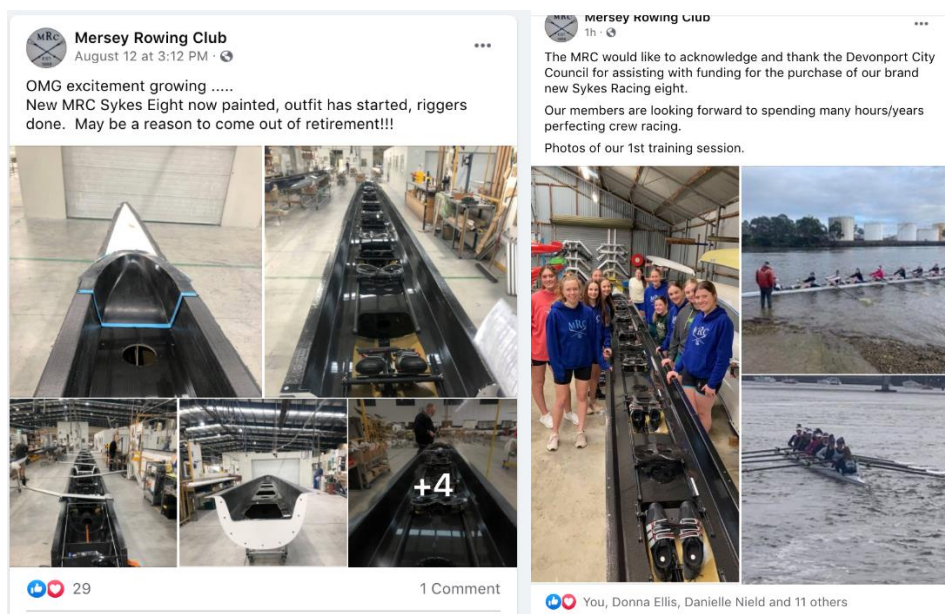 Mersey Rowing Club
August 12 at 3:12 PM ·
OMG excitement growing .....
New MRC Sykes Eight now painted, outfit has started, riggers
done. May be a reason to come out of retirement!!!
+4
29
1 Comment
Mersey Rowing Club
1h ·
The MRC would like to acknowledge and thank the Devonport City
Council for assisting with funding for the purchase of our brand
new Sykes Racing eight.
Our members are looking forward to spending many hours/years
perfecting crew racing.
Photos of our 1st training session.
MRC
MRC
You, Donna Ellis, Danielle Nield and 11 others